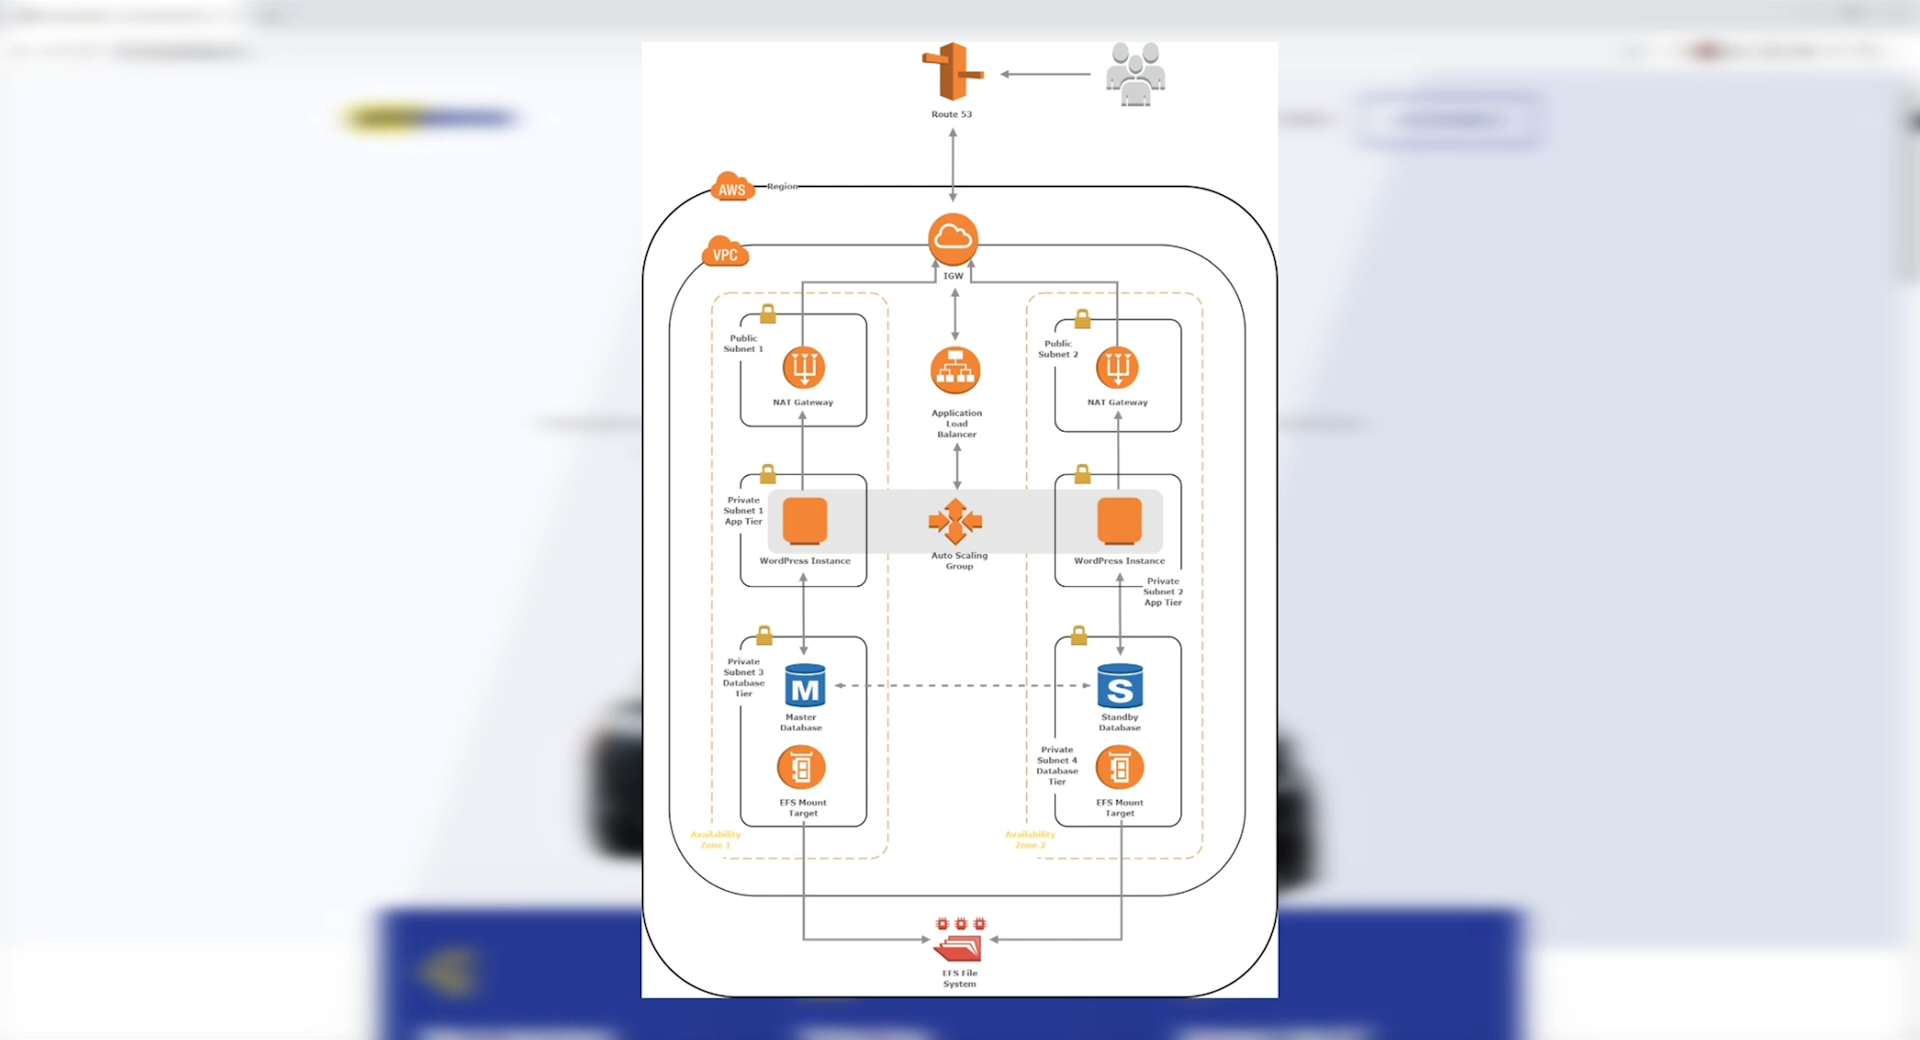 Route 53
AWS
Region
VPC
IGW
Public
Subnet 1
NAT Gateway
Application
Load
Balancer
Public
Subnet 2
NAT Gateway
Private
Subnet 1
App Tier
WordPress Instance
Auto Scaling
Group
WordPress Instance
Private
Subnet 2
App Tier
Private
Subnet 3
Database
Tier
M
Master
Database
S
Standby
Database
EFS Mount
Target
Private
Subnet 4
Database
Tier
EFS Mount
Target
Availability
Zone 1
Availability
Zone 2
EFS File
System